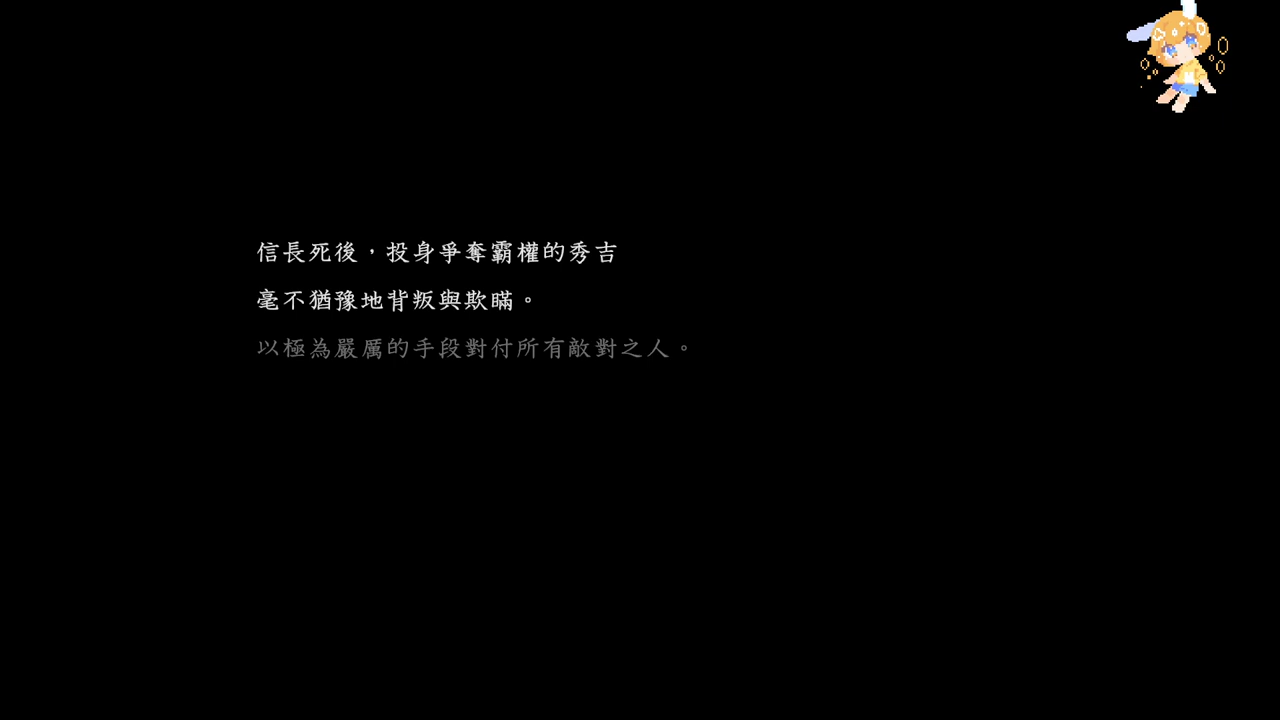 信長死後，投身爭奪霸權的秀吉
毫不猶豫地背叛與欺瞞。
以極為嚴厲的手段對付所有敵對之人。